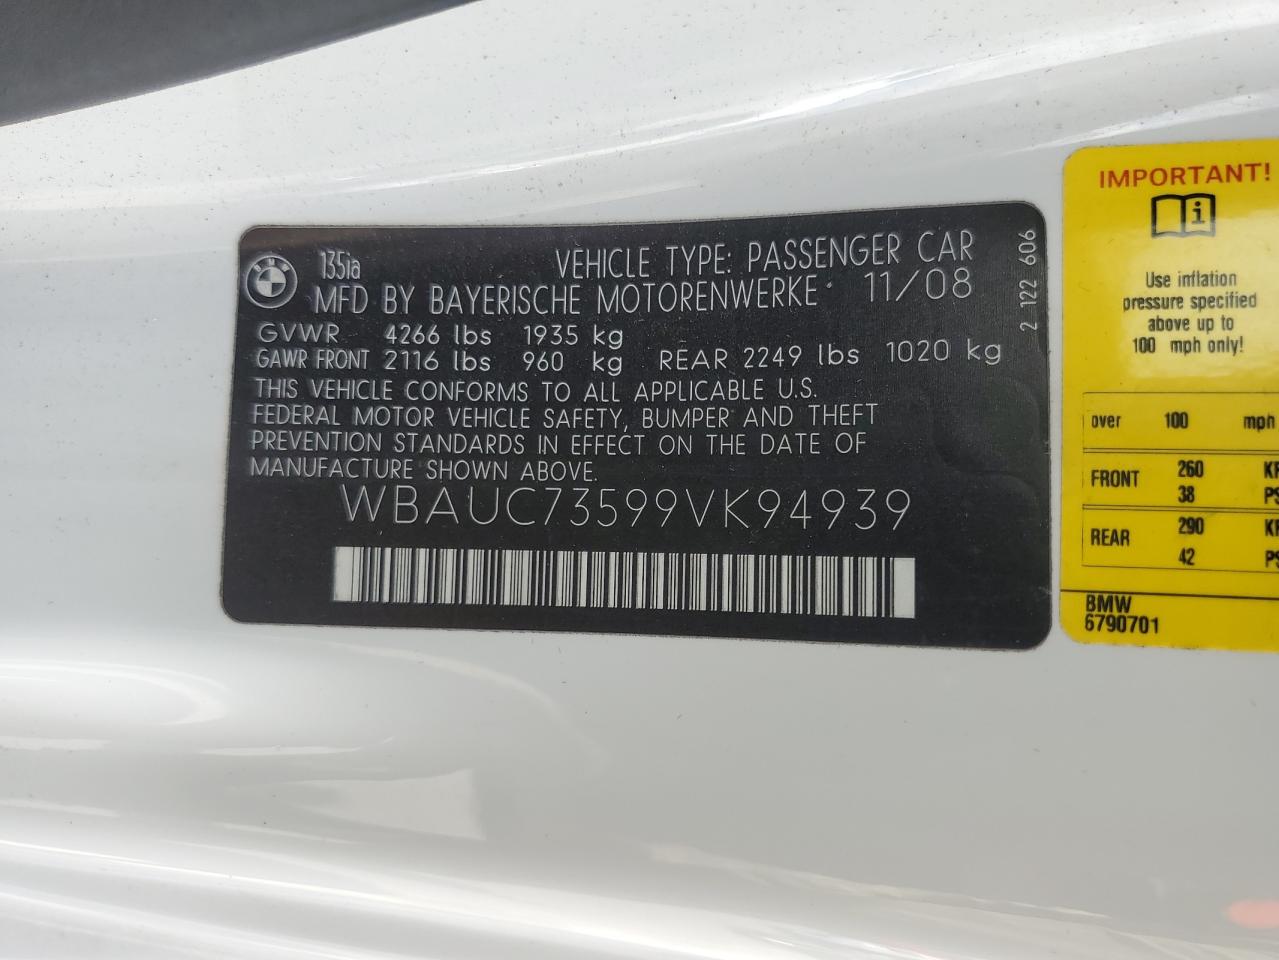 135ia VEHICLE TYPE: PASSENGER CAR
MFD BY BAYERISCHE MOTORENWERKE 11/08
GVWR 4266 lbs 1935 kg
GAWR FRONT 2116 lbs 960 kg REAR 2249 lbs 1020 kg
THIS VEHICLE CONFORMS TO ALL APPLICABLE U.S.
FEDERAL MOTOR VEHICLE SAFETY, BUMPER AND THEFT
PREVENTION STANDARDS IN EFFECT ON THE DATE OF
MANUFACTURE SHOWN ABOVE.
WBAUC73599VK94939
2 122 606
IMPORTANT!
i
Use inflation
pressure specified
above up to
100 mph only!
over 100 mph
FRONT 260
38
REAR 290
42
BMW
6790701